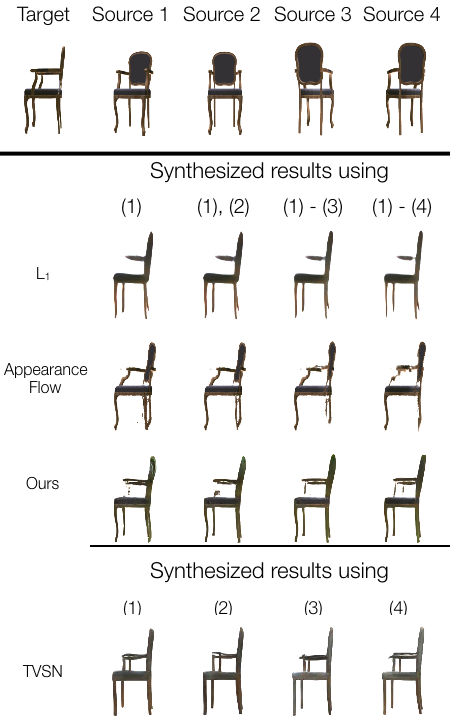 Target Source 1 Source 2 Source 3 Source 4
Synthesized results using
(1) (1), (2) (1) - (3) (1) - (4)
L₁
Appearance
Flow
Ours
Synthesized results using
(1) (2) (3) (4)
TVSN